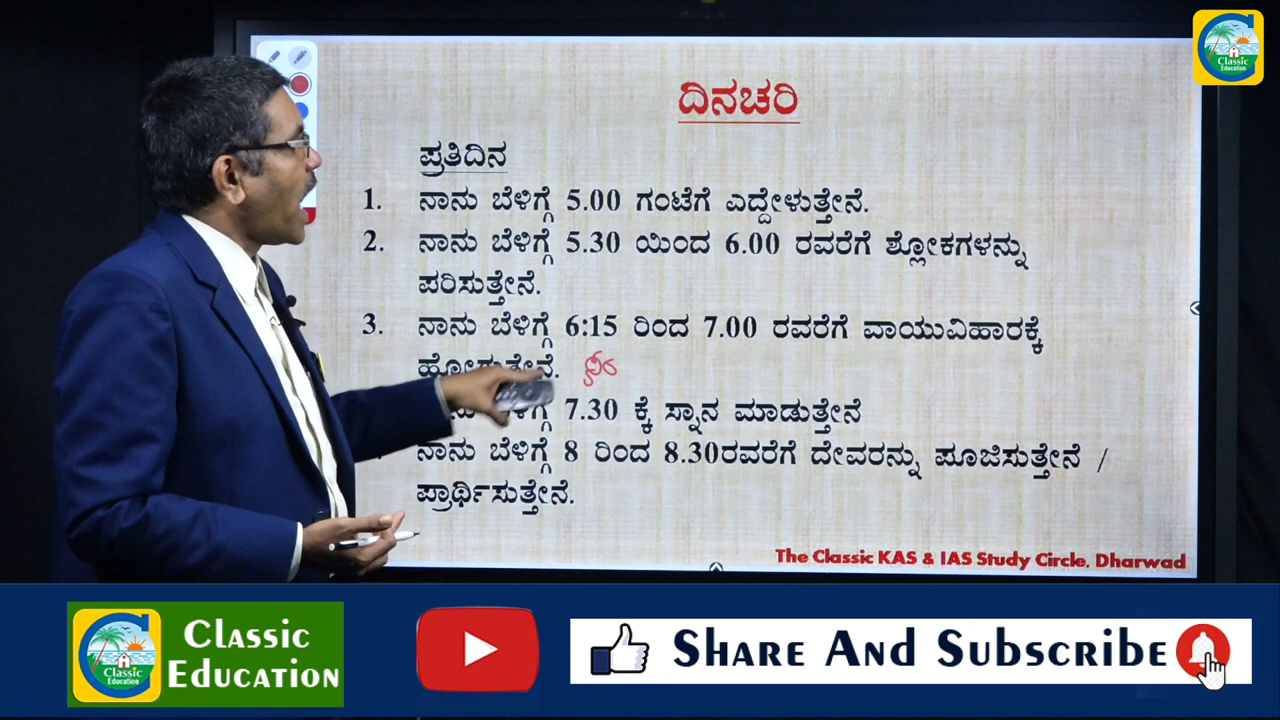 Classic
Education
ದಿನಚರಿ
ಪ್ರತಿದಿನ
1. ನಾನು ಬೆಳಿಗ್ಗೆ 5.00 ಗಂಟೆಗೆ ಎದ್ದೇಳುತ್ತೇನೆ.
2. ನಾನು ಬೆಳಿಗ್ಗೆ 5.30 ಯಿಂದ 6.00 ರವರೆಗೆ ಶ್ಲೋಕಗಳನ್ನು
ಪಠಿಸುತ್ತೇನೆ.
3. ನಾನು ಬೆಳಿಗ್ಗೆ 6:15 ರಿಂದ 7.00 ರವರೆಗೆ ವಾಯುವಿಹಾರಕ್ಕೆ
ಹೋಗುತ್ತೇನೆ.
7.30 ಕ್ಕೆ ಸ್ನಾನ ಮಾಡುತ್ತೇನೆ
ನಾನು ಬೆಳಿಗ್ಗೆ 8 ರಿಂದ 8.30ರವರೆಗೆ ದೇವರನ್ನು ಪೂಜಿಸುತ್ತೇನೆ /
ಪ್ರಾರ್ಥಿಸುತ್ತೇನೆ.
The Classic KAS & IAS Study Circle, Dharwad
Classic
Education
Classic
Education
Share And Subscribe